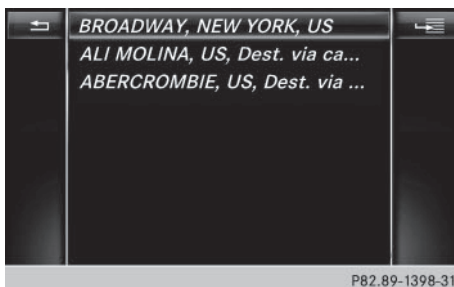 BROADWAY, NEW YORK, US
ALI MOLINA, US, Dest. via ca...
ABERCROMBIE, US, Dest. via ...
P82.89-1398-31